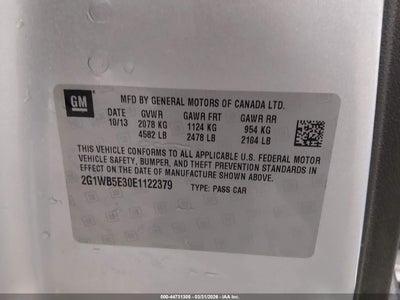 GM
MFD BY GENERAL MOTORS OF CANADA LTD.
DATE GVWR GAWR FRT GAWR RR
10/13 2078 KG 1124 KG 954 KG
4582 LB 2478 LB 2104 LB
THIS VEHICLE CONFORMS TO ALL APPLICABLE U.S. FEDERAL MOTOR
VEHICLE SAFETY, BUMPER, AND THEFT PREVENTION STANDARDS IN
EFFECT ON THE DATE OF MANUFACTURE SHOWN ABOVE.
2G1WB5E30E1122379 TYPE: PASS CAR
000-44731305 - 03/31/2026 - IAA Inc.